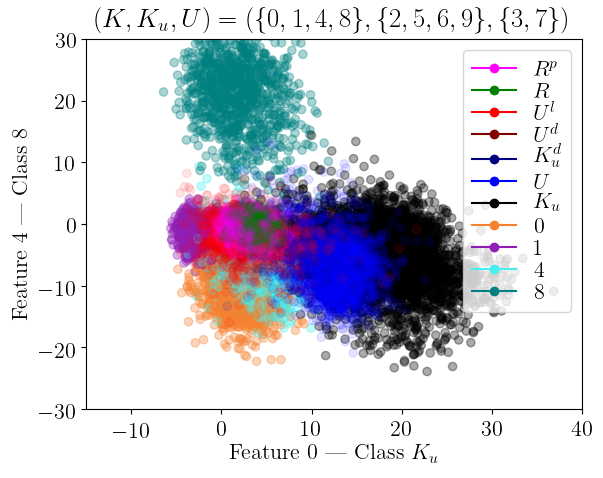 (K, K_u, U) = ({0, 1, 4, 8}, {2, 5, 6, 9}, {3, 7})
30
20
10
0
−10
−20
−30
Feature 4 — Class 8
R^p
R
U^l
U^d
K_u^d
U
K_u
0
1
4
8
−10 0 10 20 30 40
Feature 0 — Class K_u